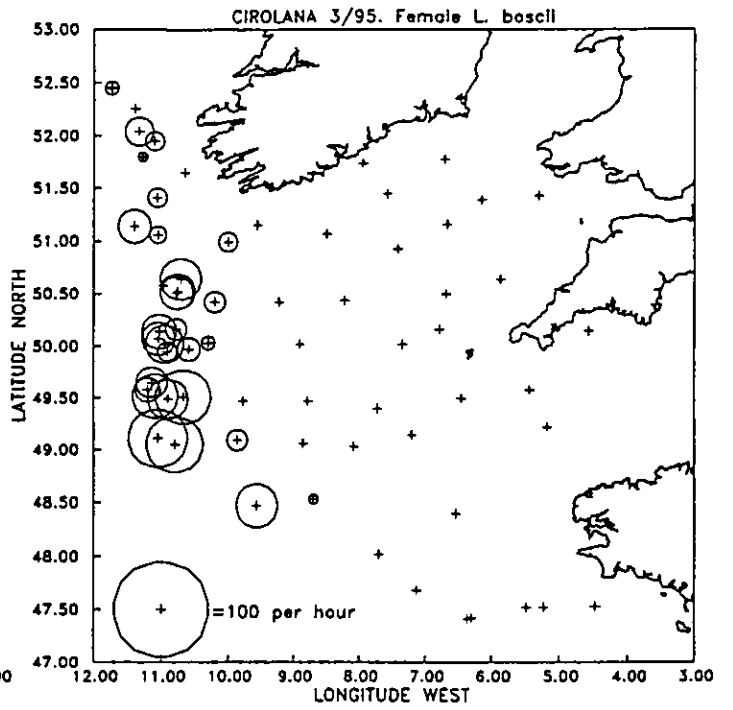 CIROLANA 3/95. Female L. boscii
53.00
52.50
52.00
51.50
51.00
50.50
50.00
49.50
49.00
48.50
48.00
47.50
47.00
LATITUDE NORTH
=100 per hour
00
12.00 11.00 10.00 9.00 8.00 7.00 6.00 5.00 4.00 3.00
LONGITUDE WEST